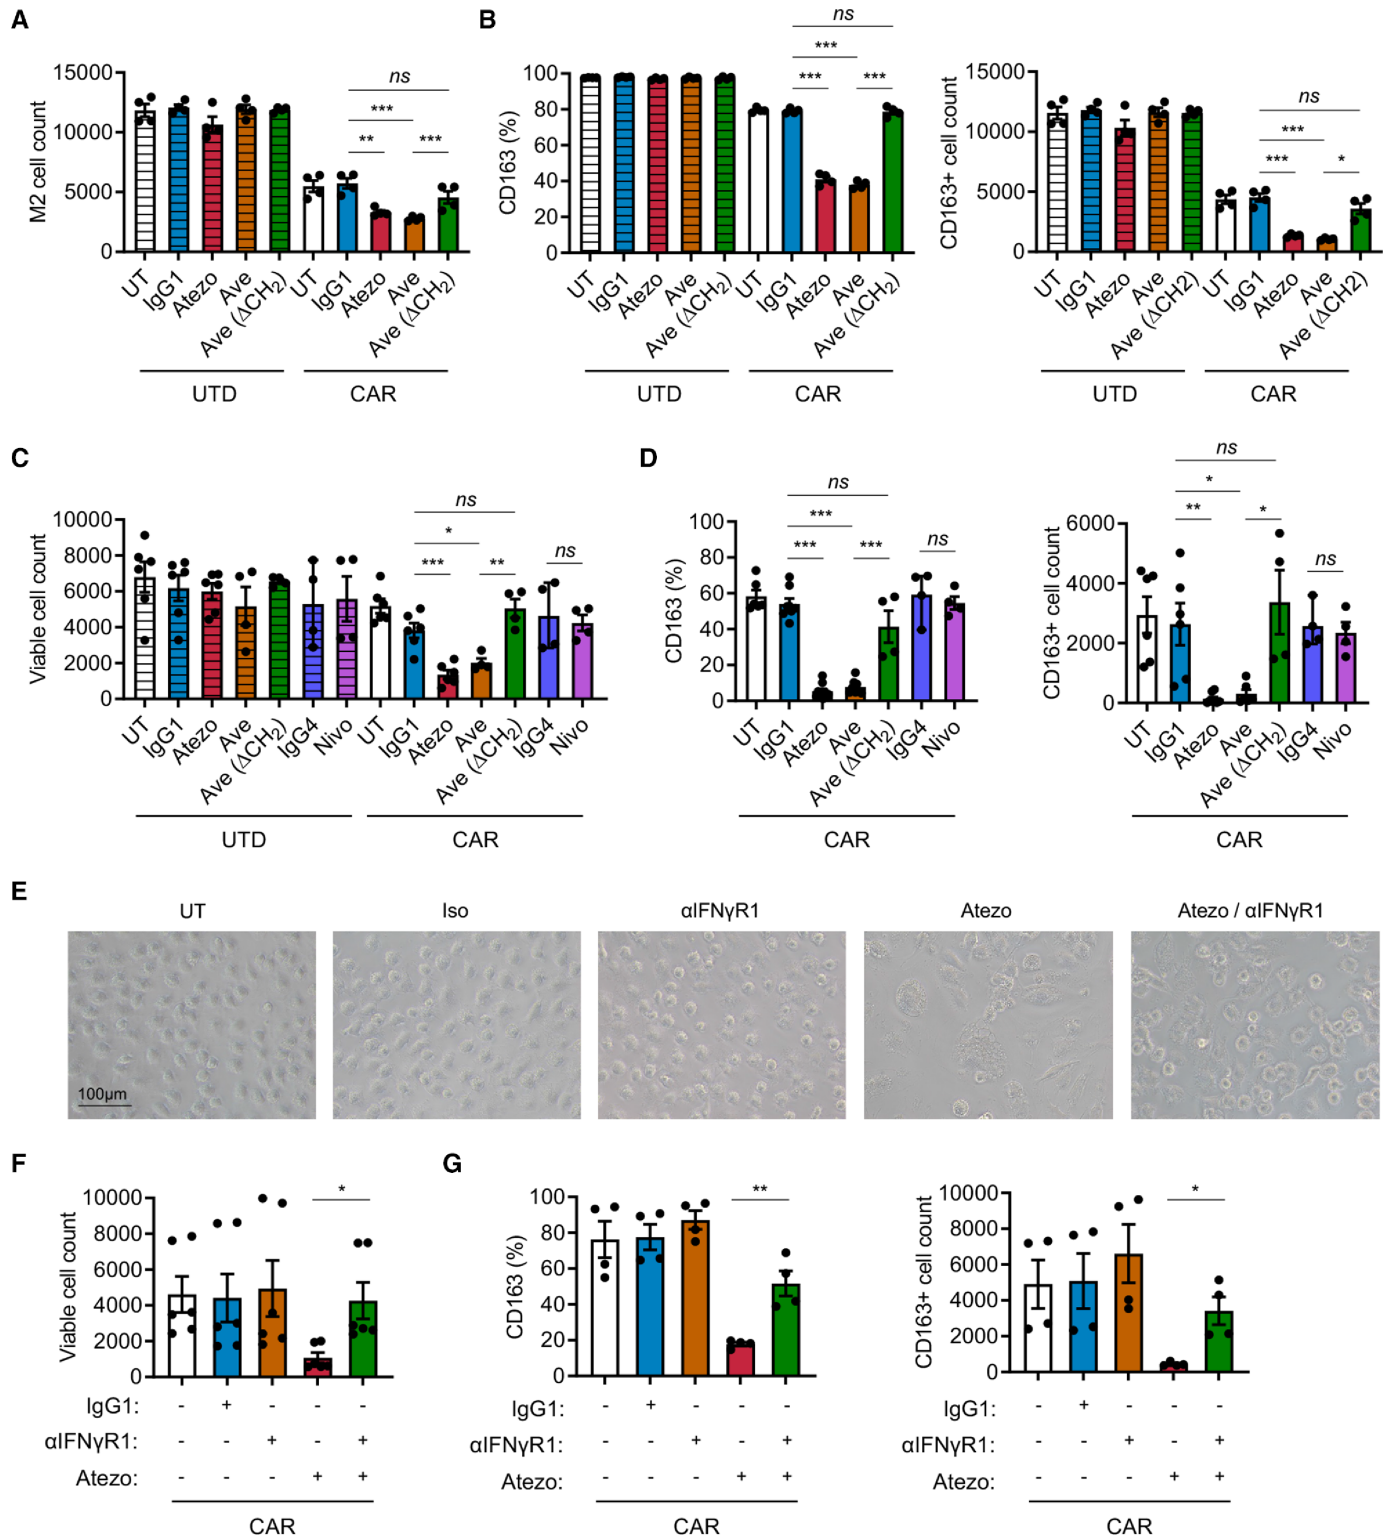 A
B
ns
***
**
***
15000
10000
5000
0
M2 cell count
UT
IgG1
Atezo
Ave
Ave (ΔCH2)
UT
IgG1
Atezo
Ave
Ave (ΔCH2)
UTD
CAR
ns
***
***
***
100
80
60
40
20
0
CD163 (%)
UT
IgG1
Atezo
Ave
Ave (ΔCH2)
UT
IgG1
Atezo
Ave
Ave (ΔCH2)
UTD
CAR
ns
***
***
*
15000
10000
5000
0
CD163+ cell count
UT
IgG1
Atezo
Ave
Ave (ΔCH2)
UT
IgG1
Atezo
Ave
Ave (ΔCH2)
UTD
CAR
C
ns
*
***
**
ns
10000
8000
6000
4000
2000
0
Viable cell count
UT
IgG1
Atezo
Ave
Ave (ΔCH2)
IgG4
Nivo
UT
IgG1
Atezo
Ave
Ave (ΔCH2)
IgG4
Nivo
UTD
CAR
D
ns
***
***
***
ns
100
80
60
40
20
0
CD163 (%)
UT
IgG1
Atezo
Ave
Ave (ΔCH2)
IgG4
Nivo
CAR
ns
*
**
*
ns
6000
4000
2000
0
CD163+ cell count
UT
IgG1
Atezo
Ave
Ave (ΔCH2)
IgG4
Nivo
CAR
E
UT
Iso
αIFNγR1
Atezo
Atezo / αIFNγR1
100μm
F
*
10000
8000
6000
4000
2000
0
Viable cell count
IgG1: - + - - -
αIFNγR1: - - + - +
Atezo: - - - + +
CAR
G
**
100
80
60
40
20
0
CD163 (%)
IgG1: - + - - -
αIFNγR1: - - + - +
Atezo: - - - + +
CAR
*
10000
8000
6000
4000
2000
0
CD163+ cell count
IgG1: - + - - -
αIFNγR1: - - + - +
Atezo: - - - + +
CAR